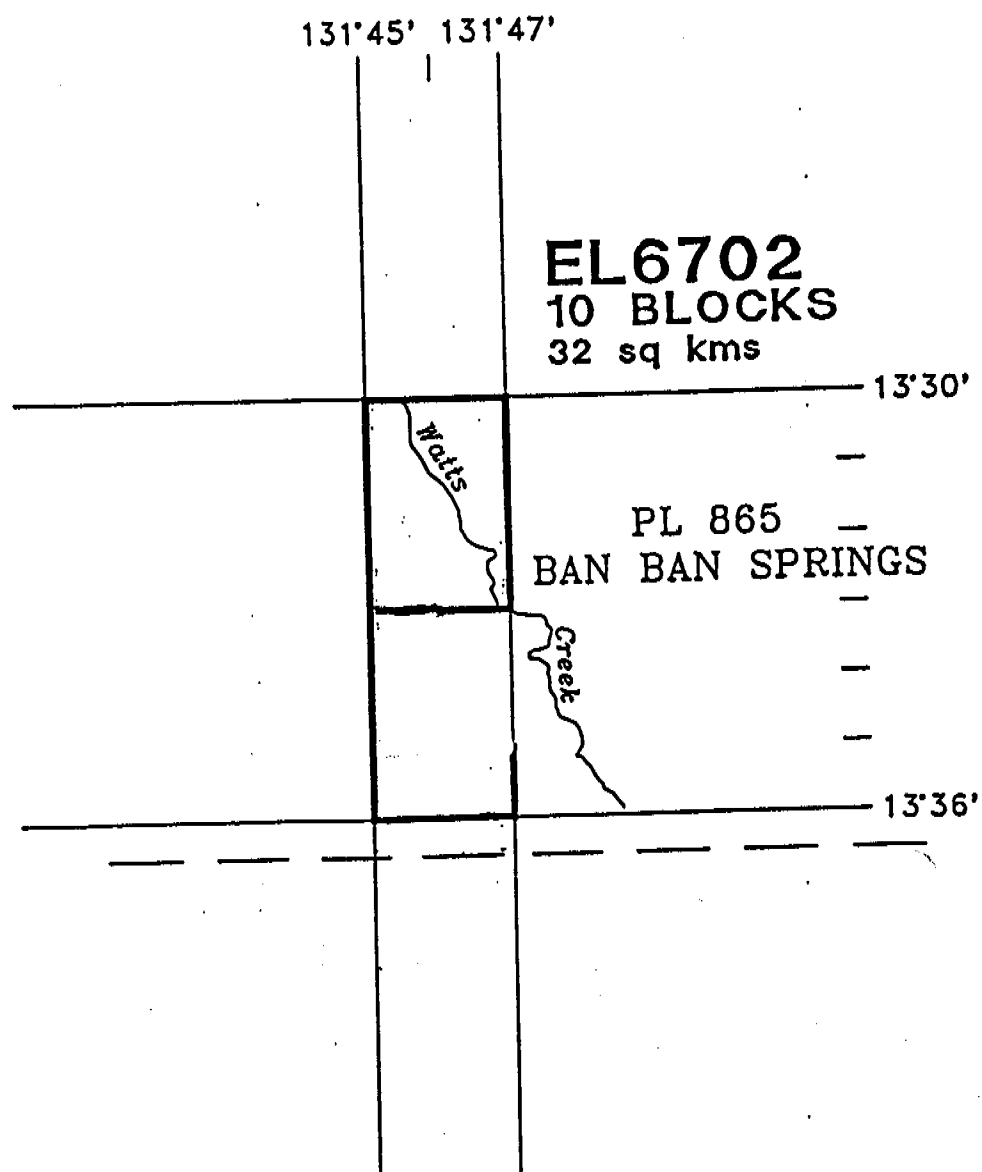 131°45' 131°47'
EL6702
10 BLOCKS
32 sq kms
13°30'
Watts
PL 865
BAN BAN SPRINGS
Creek
13°36'